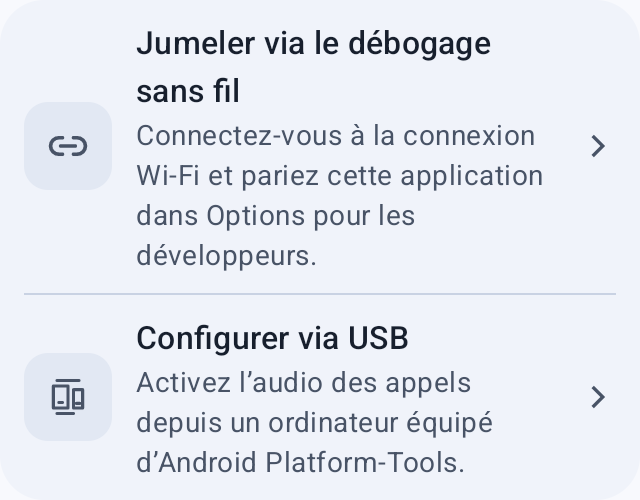 Jumeler via le débogage
sans fil
Connectez-vous à la connexion
Wi-Fi et pariez cette application
dans Options pour les
développeurs.
Configurer via USB
Activez l’audio des appels
depuis un ordinateur équipé
d’Android Platform-Tools.